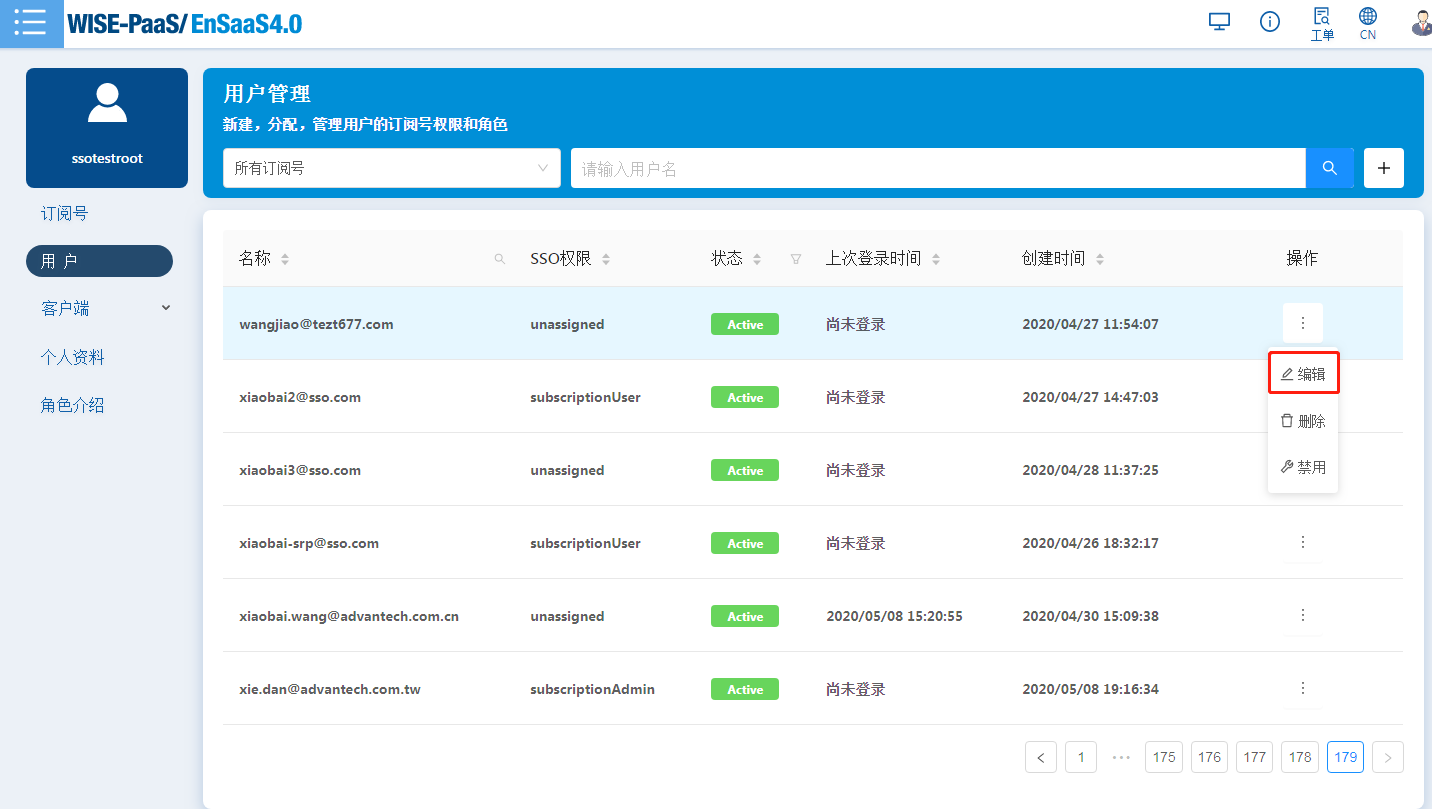 WISE-PaaS/EnSaaS4.0
工单
CN
ssotestroot
订阅号
用 户
客户端
个人资料
角色介绍
用户管理
新建，分配，管理用户的订阅号权限和角色
所有订阅号
请输入用户名
名称 SSO权限 状态 上次登录时间 创建时间 操作
wangjiao@tezt677.com unassigned Active 尚未登录 2020/04/27 11:54:07
编辑
xiaobai2@sso.com subscriptionUser Active 尚未登录 2020/04/27 14:47:03
删除
xiaobai3@sso.com unassigned Active 尚未登录 2020/04/28 11:37:25
禁用
xiaobai-srp@sso.com subscriptionUser Active 尚未登录 2020/04/26 18:32:17
xiaobai.wang@advantech.com.cn unassigned Active 2020/05/08 15:20:55 2020/04/30 15:09:38
xie.dan@advantech.com.tw subscriptionAdmin Active 尚未登录 2020/05/08 19:16:34
< 1 ••• 175 176 177 178 179 >